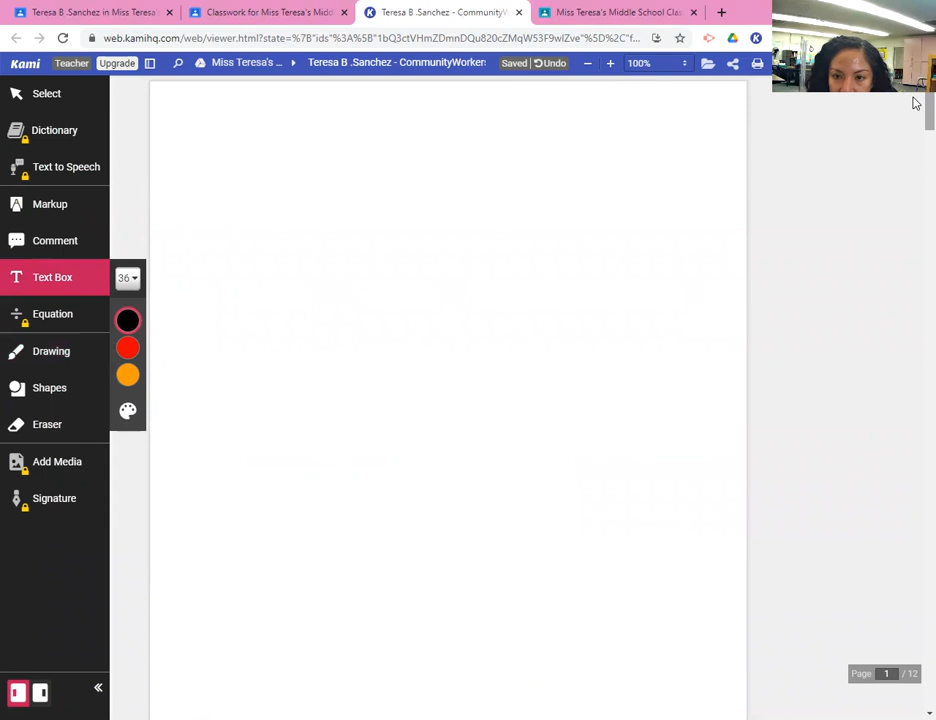 Teresa B .Sanchez in Miss Teresa'
Classwork for Miss Teresa's Midd
Teresa B .Sanchez - CommunityW
Miss Teresa's Middle School Clas
web.kamihq.com/web/viewer.html?state=%7B"ids"%3A%5B"1bQ3ctVHmZDmnDQu820cZMqW53F9wlZve"%5D%2C"f...
Kami Teacher Upgrade Miss Teresa's ... Teresa B .Sanchez - CommunityWorker Saved Undo 100%
Select
Dictionary
Text to Speech
Markup
Comment
Text Box
36
Equation
Drawing
Shapes
Eraser
Add Media
Signature
Page 1 / 12